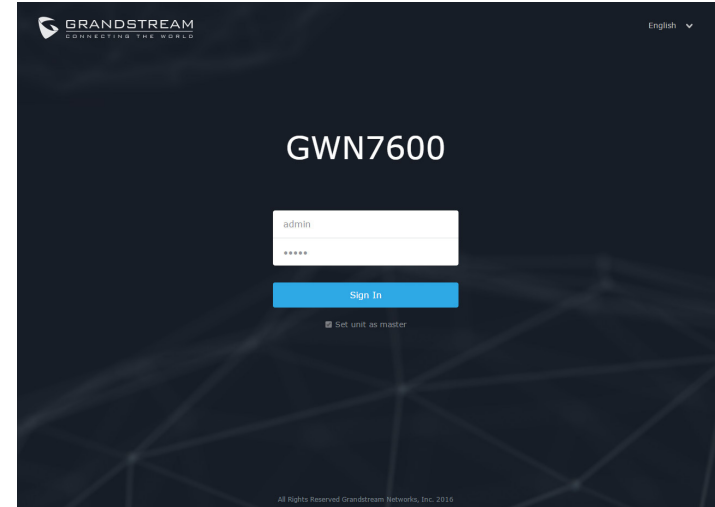 GRANDSTREAM
CONNECTING THE WORLD
English
GWN7600
admin
•••••
Sign In
Set unit as master
All Rights Reserved Grandstream Networks, Inc. 2016